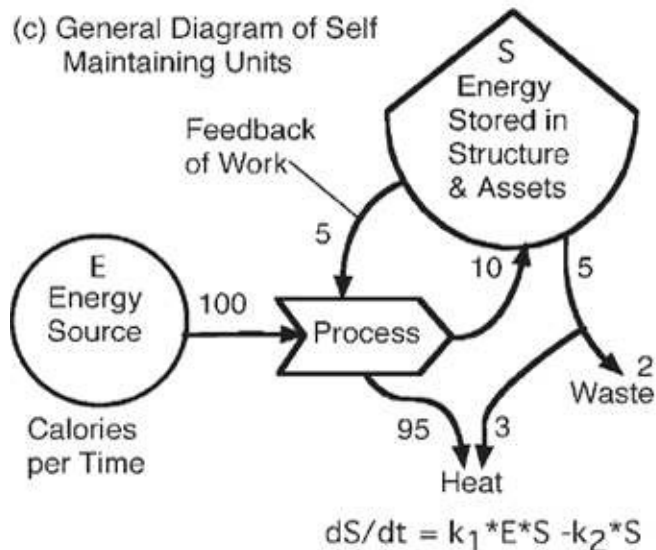 (c) General Diagram of Self
Maintaining Units
S
Energy
Stored in
Structure
& Assets
Feedback
of Work
5
10
5
E
Energy
Source
100
Process
2
Waste
95
3
Calories
per Time
Heat
dS/dt = k₁*E*S -k₂*S